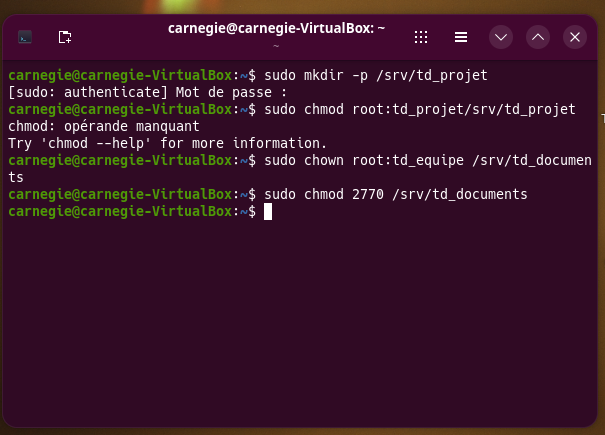 carnegie@carnegie-VirtualBox: ~
~
carnegie@carnegie-VirtualBox:~$ sudo mkdir -p /srv/td_projet
[sudo: authenticate] Mot de passe :
carnegie@carnegie-VirtualBox:~$ sudo chmod root:td_projet/srv/td_projet
chmod: opérande manquant
Try 'chmod --help' for more information.
carnegie@carnegie-VirtualBox:~$ sudo chown root:td_equipe /srv/td_documen
ts
carnegie@carnegie-VirtualBox:~$ sudo chmod 2770 /srv/td_documents
carnegie@carnegie-VirtualBox:~$